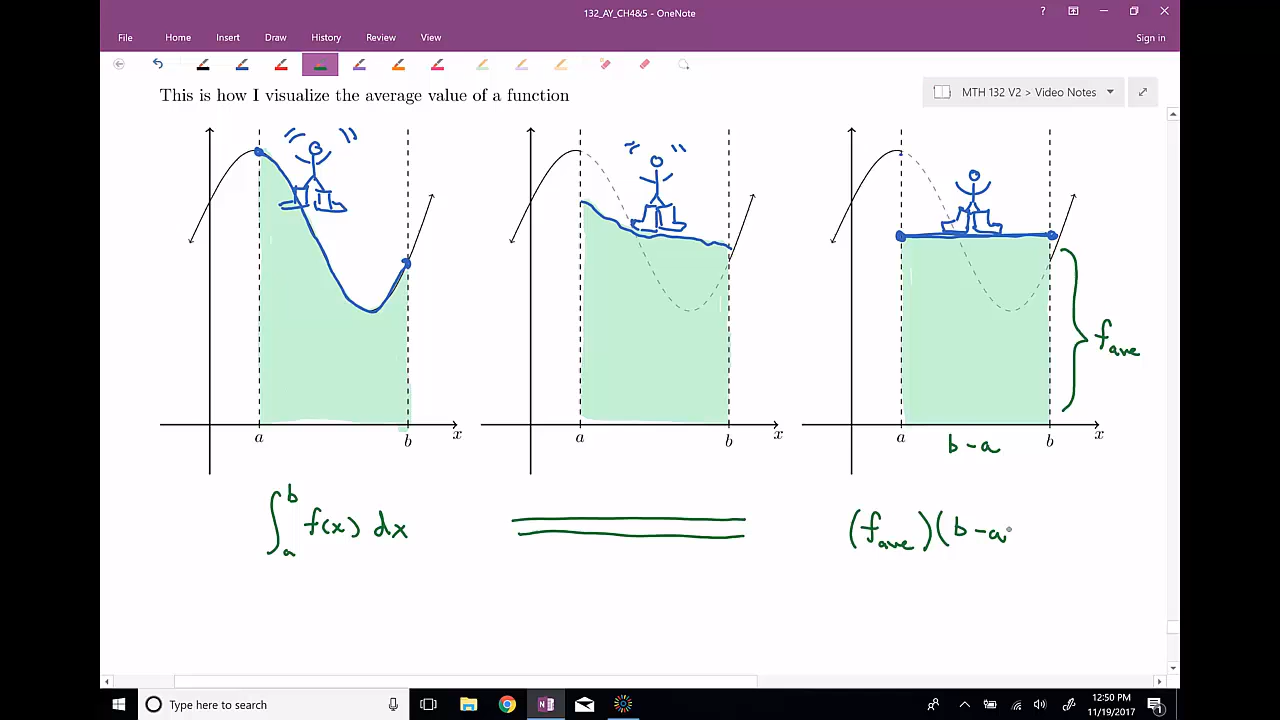 132_AY_CH4&5 - OneNote
?
File Home Insert Draw History Review View Sign in
This is how I visualize the average value of a function
MTH 132 V2 > Video Notes
a b x
a b x
a b x
f_ave
b-a
∫_a^b f(x) dx = (f_ave)(b-a
Type here to search
12:50 PM
11/19/2017
1